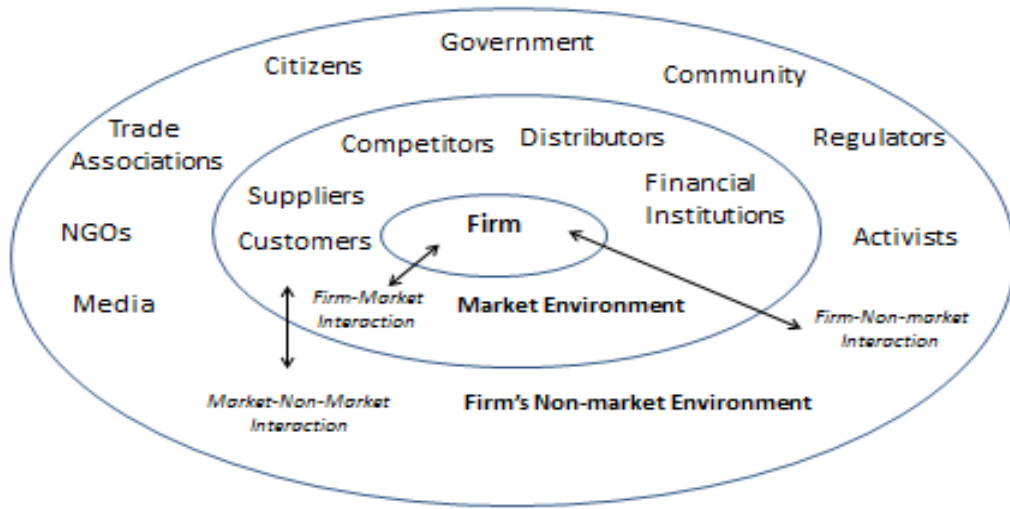 Government
Citizens
Community
Trade
Associations
Regulators
Competitors
Distributors
Suppliers
Financial
Institutions
Firm
NGOs
Customers
Activists
Media
Firm-Market
Interaction
Market Environment
Firm-Non-market
Interaction
Market-Non-Market
Interaction
Firm's Non-market Environment